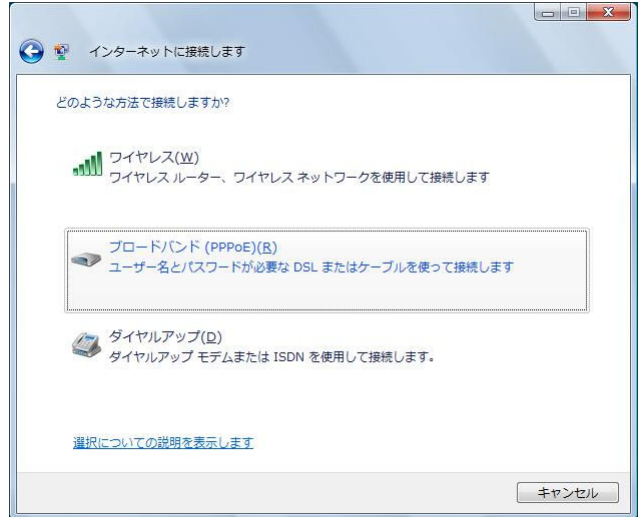 インターネットに接続します
どのような方法で接続しますか?
ワイヤレス(W)
ワイヤレス ルーター、ワイヤレス ネットワークを使用して接続します
ブロードバンド (PPPoE)(R)
ユーザー名とパスワードが必要な DSL またはケーブルを使って接続します
ダイヤルアップ(D)
ダイヤルアップ モデムまたは ISDN を使用して接続します。
選択についての説明を表示します
キャンセル